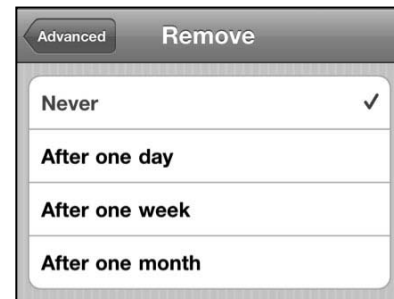 Advanced Remove
Never
After one day
After one week
After one month